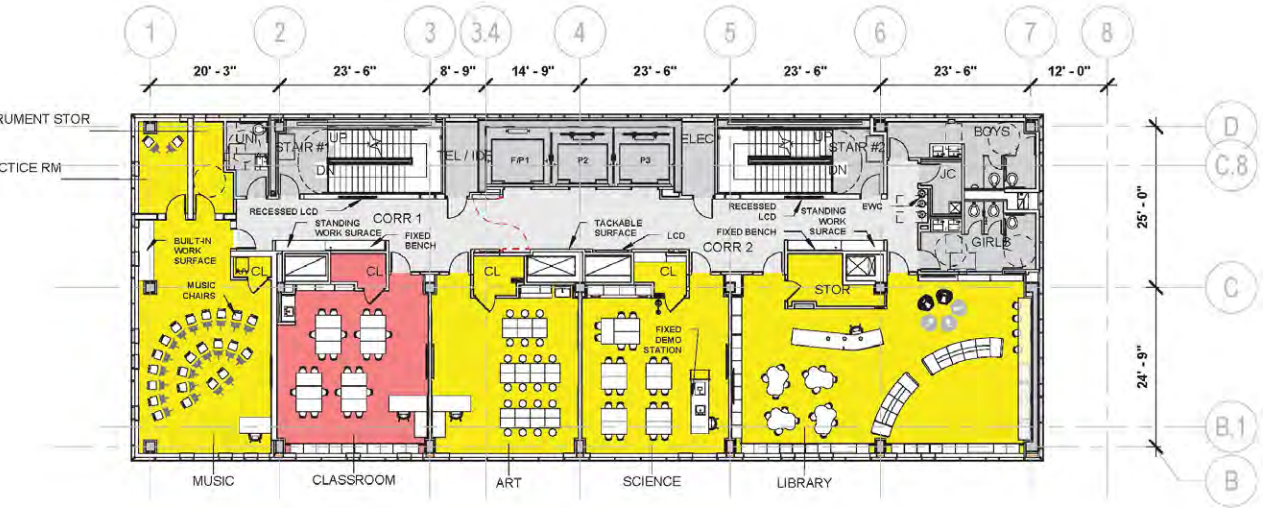 1 2 3 3.4 4 5 6 7 8
20' - 3" 23' - 6" 8' - 9" 14' - 9" 23' - 6" 23' - 6" 23' - 6" 12' - 0"
RUMENT STOR
CTICE RM
UNI
STAIR #1
UP
DN
TEL / IDF
F/P1
P2
P3
ELEC
UP
STAIR #2
DN
BOYS
JC
GIRLS
D
C.8
25' - 0"
RECESSED LCD
CORR 1
STANDING
WORK SURACE
FIXED
BENCH
TACKABLE
SURFACE
LCD
CORR 2
RECESSED
LCD
STANDING
WORK
SURACE
EWC
FIXED BENCH
BUILT-IN
WORK
SURFACE
CL
CL
CL
CL
STOR
C
MUSIC
CHAIRS
FIXED
DEMO
STATION
24' - 9"
B.1
B
MUSIC
CLASSROOM
ART
SCIENCE
LIBRARY